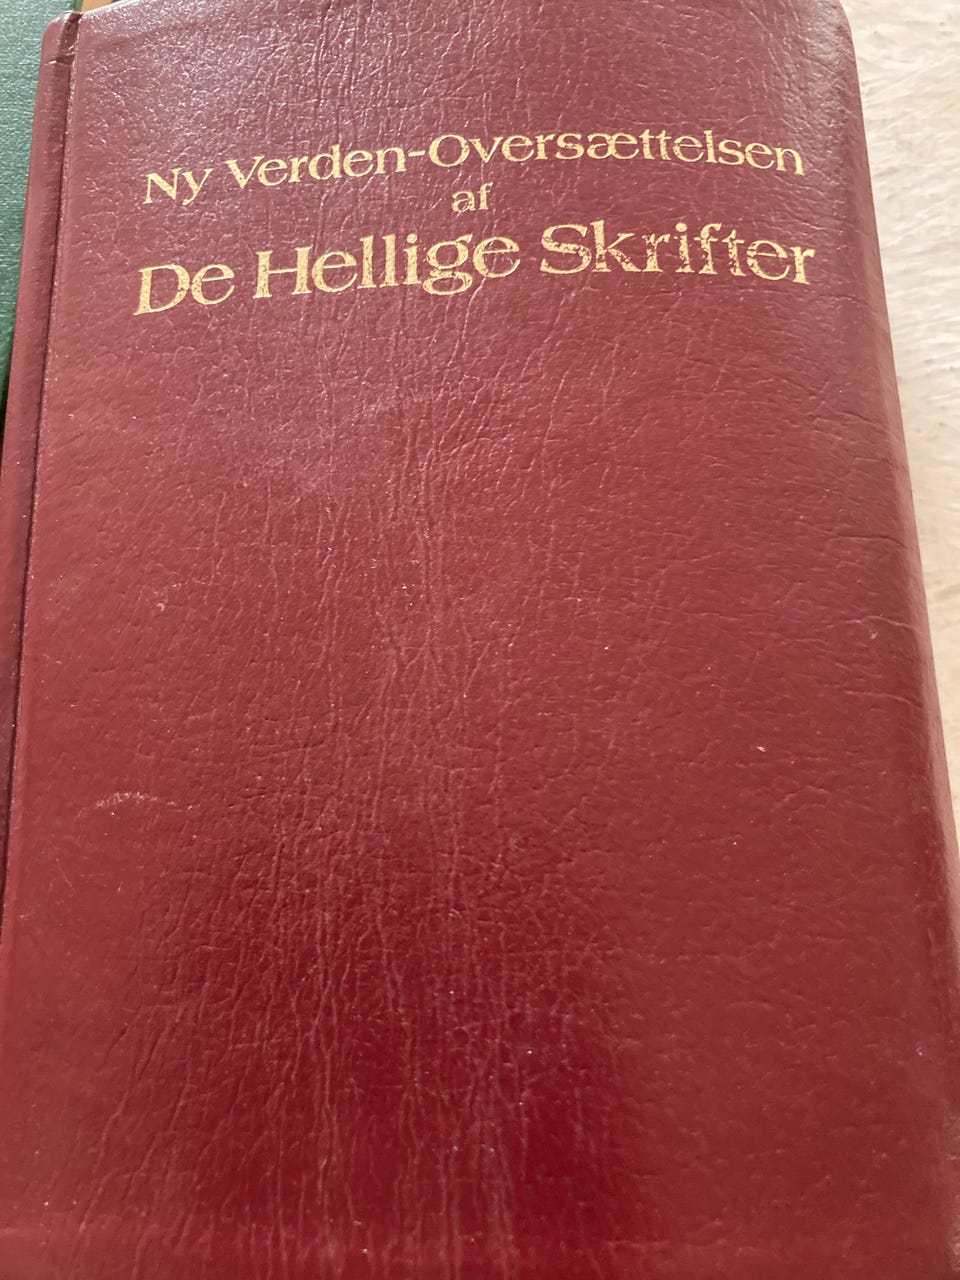 Ny Verden-Oversættelsen
af
De Hellige Skrifter